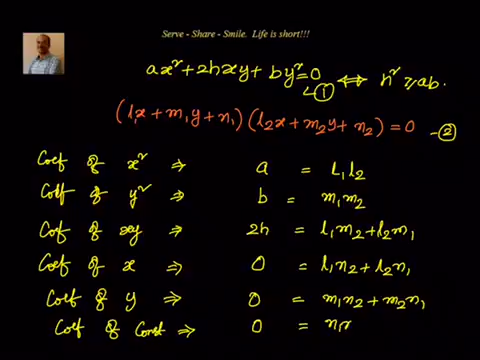 Serve - Share - Smile. Life is short!!!
ax² + 2hxy + by² = 0 ⟺ h² ≥ ab.
①
(l₁x + m₁y + n₁)(l₂x + m₂y + n₂) = 0 -②
Coef of x² ⇒ a = l₁l₂
Coef of y² ⇒ b = m₁m₂
Coef of xy ⇒ 2h = l₁m₂ + l₂m₁
Coef of x ⇒ 0 = l₁n₂ + l₂n₁
Coef of y ⇒ 0 = m₁n₂ + m₂n₁
Coef of Const ⇒ 0 = n₁